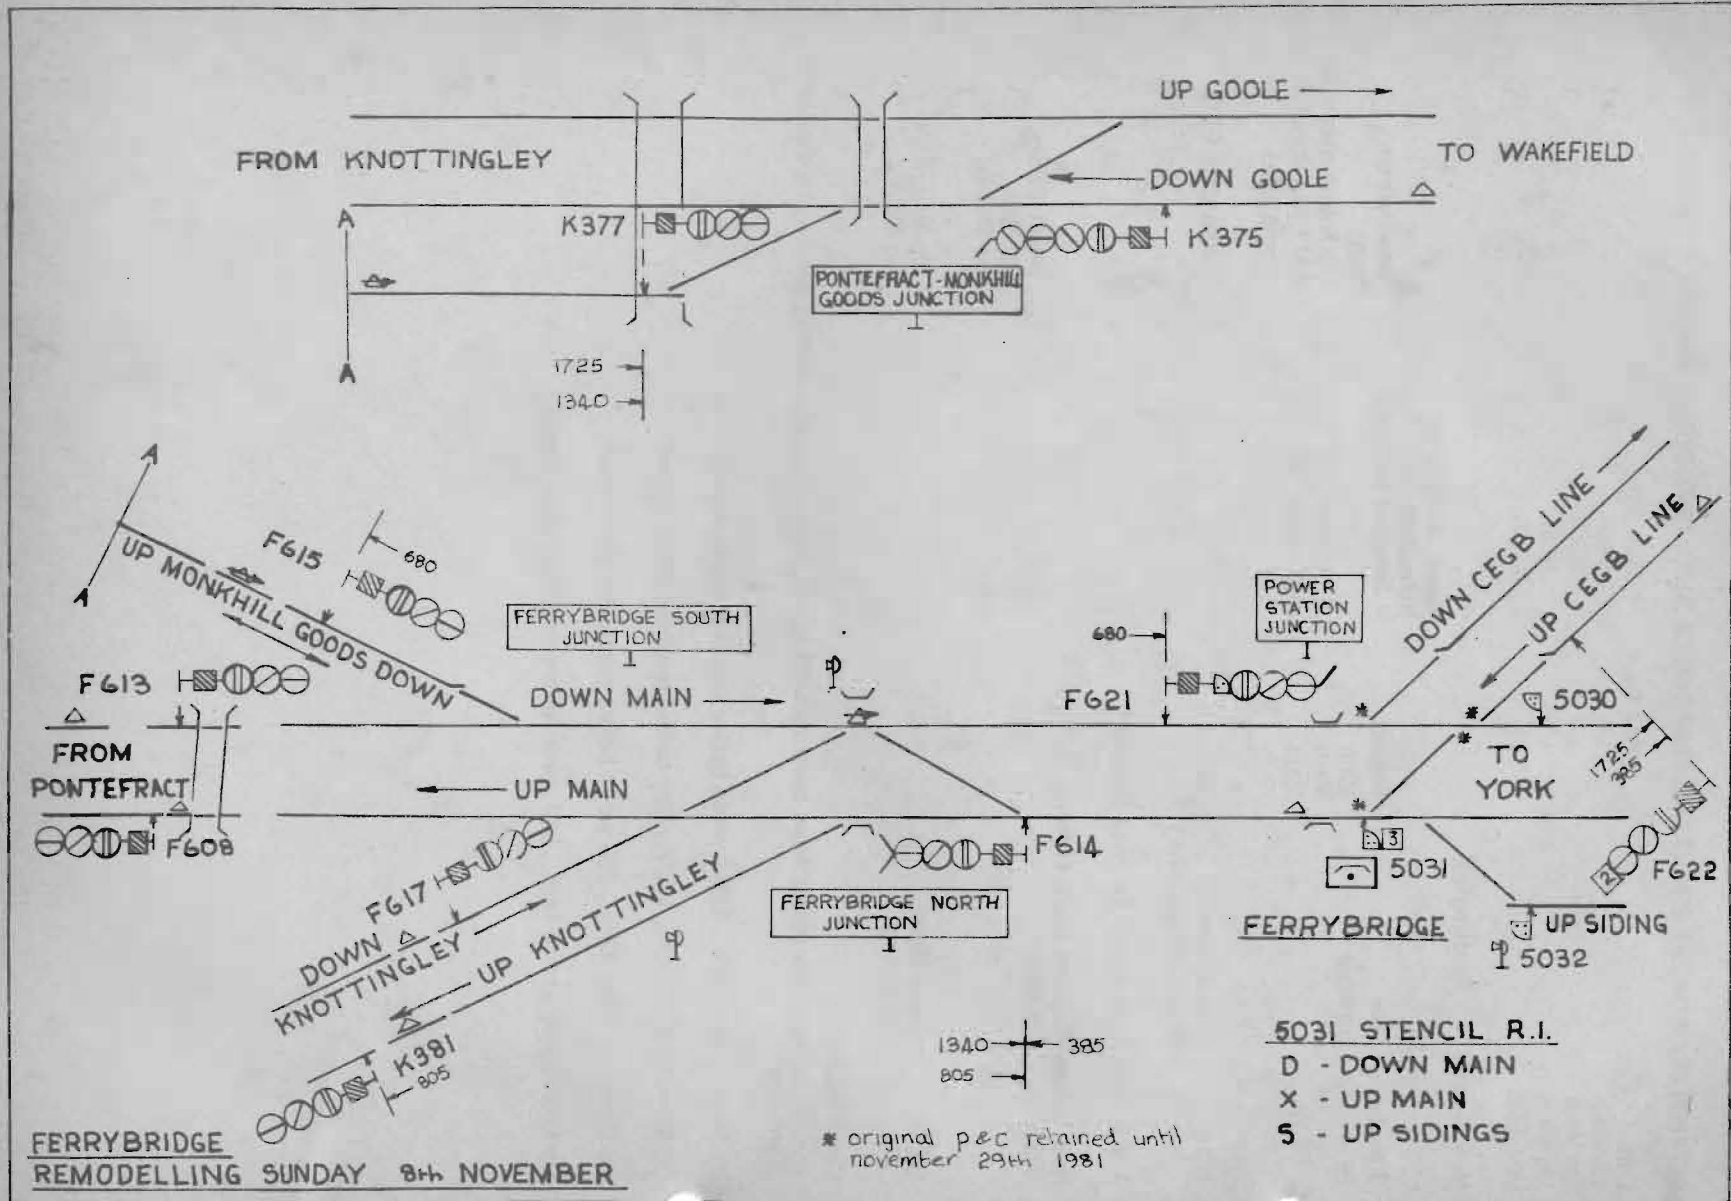 UP GOOLE
FROM KNOTTINGLEY
TO WAKEFIELD
DOWN GOOLE
A
K377
K375
PONTEFRACT-MONKHILL
GOODS JUNCTION
A
1725
1340
A
F615
680
UP MONKHILL GOODS DOWN
A
FERRYBRIDGE SOUTH
JUNCTION
POWER
STATION
JUNCTION
DOWN CEGB LINE
UP CEGB LINE
680
F613
DOWN MAIN
F621
5030
FROM
PONTEFRACT
UP MAIN
TO
YORK
1725
385
F608
F617
F614
3
5031
2
F622
FERRYBRIDGE NORTH
JUNCTION
FERRYBRIDGE
UP SIDING
5032
DOWN
KNOTTINGLEY
UP KNOTTINGLEY
K381
805
1340
385
805
5031 STENCIL R.I.
D - DOWN MAIN
X - UP MAIN
S - UP SIDINGS
* original p&c retained until
november 29th 1981
FERRYBRIDGE
REMODELLING SUNDAY 8th NOVEMBER